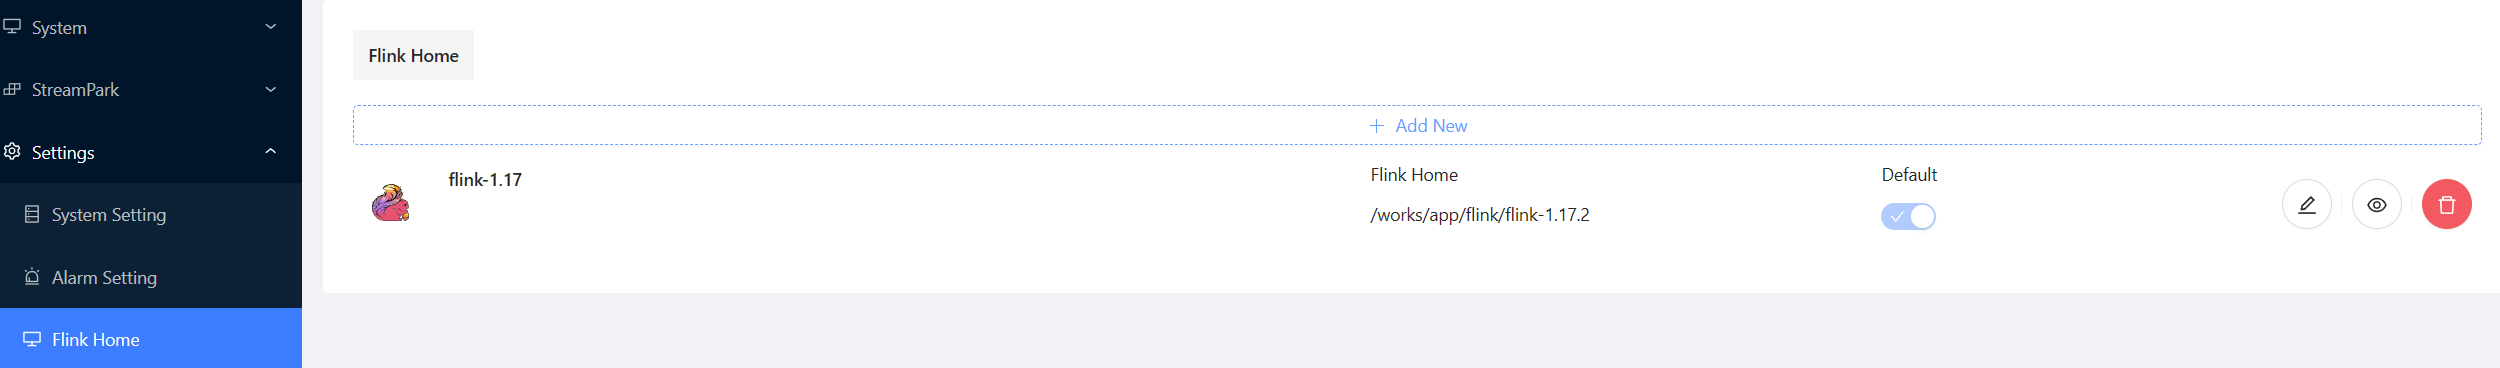 System
StreamPark
Settings
System Setting
Alarm Setting
Flink Home
Flink Home
Add New
flink-1.17
Flink Home
/works/app/flink/flink-1.17.2
Default